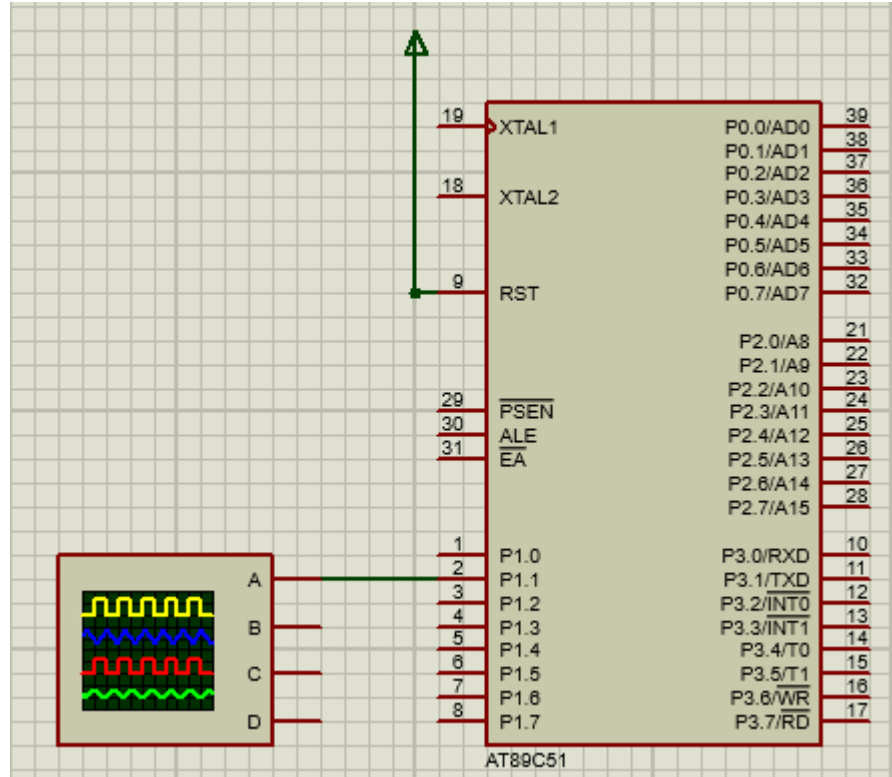 19 XTAL1
18 XTAL2
9 RST
29 PSEN
30 ALE
31 EA
1 P1.0
2 P1.1
3 P1.2
4 P1.3
5 P1.4
6 P1.5
7 P1.6
8 P1.7
P0.0/AD0 39
P0.1/AD1 38
P0.2/AD2 37
P0.3/AD3 36
P0.4/AD4 35
P0.5/AD5 34
P0.6/AD6 33
P0.7/AD7 32
P2.0/A8 21
P2.1/A9 22
P2.2/A10 23
P2.3/A11 24
P2.4/A12 25
P2.5/A13 26
P2.6/A14 27
P2.7/A15 28
P3.0/RXD 10
P3.1/TXD 11
P3.2/INT0 12
P3.3/INT1 13
P3.4/T0 14
P3.5/T1 15
P3.6/WR 16
P3.7/RD 17
A
B
C
D
AT89C51